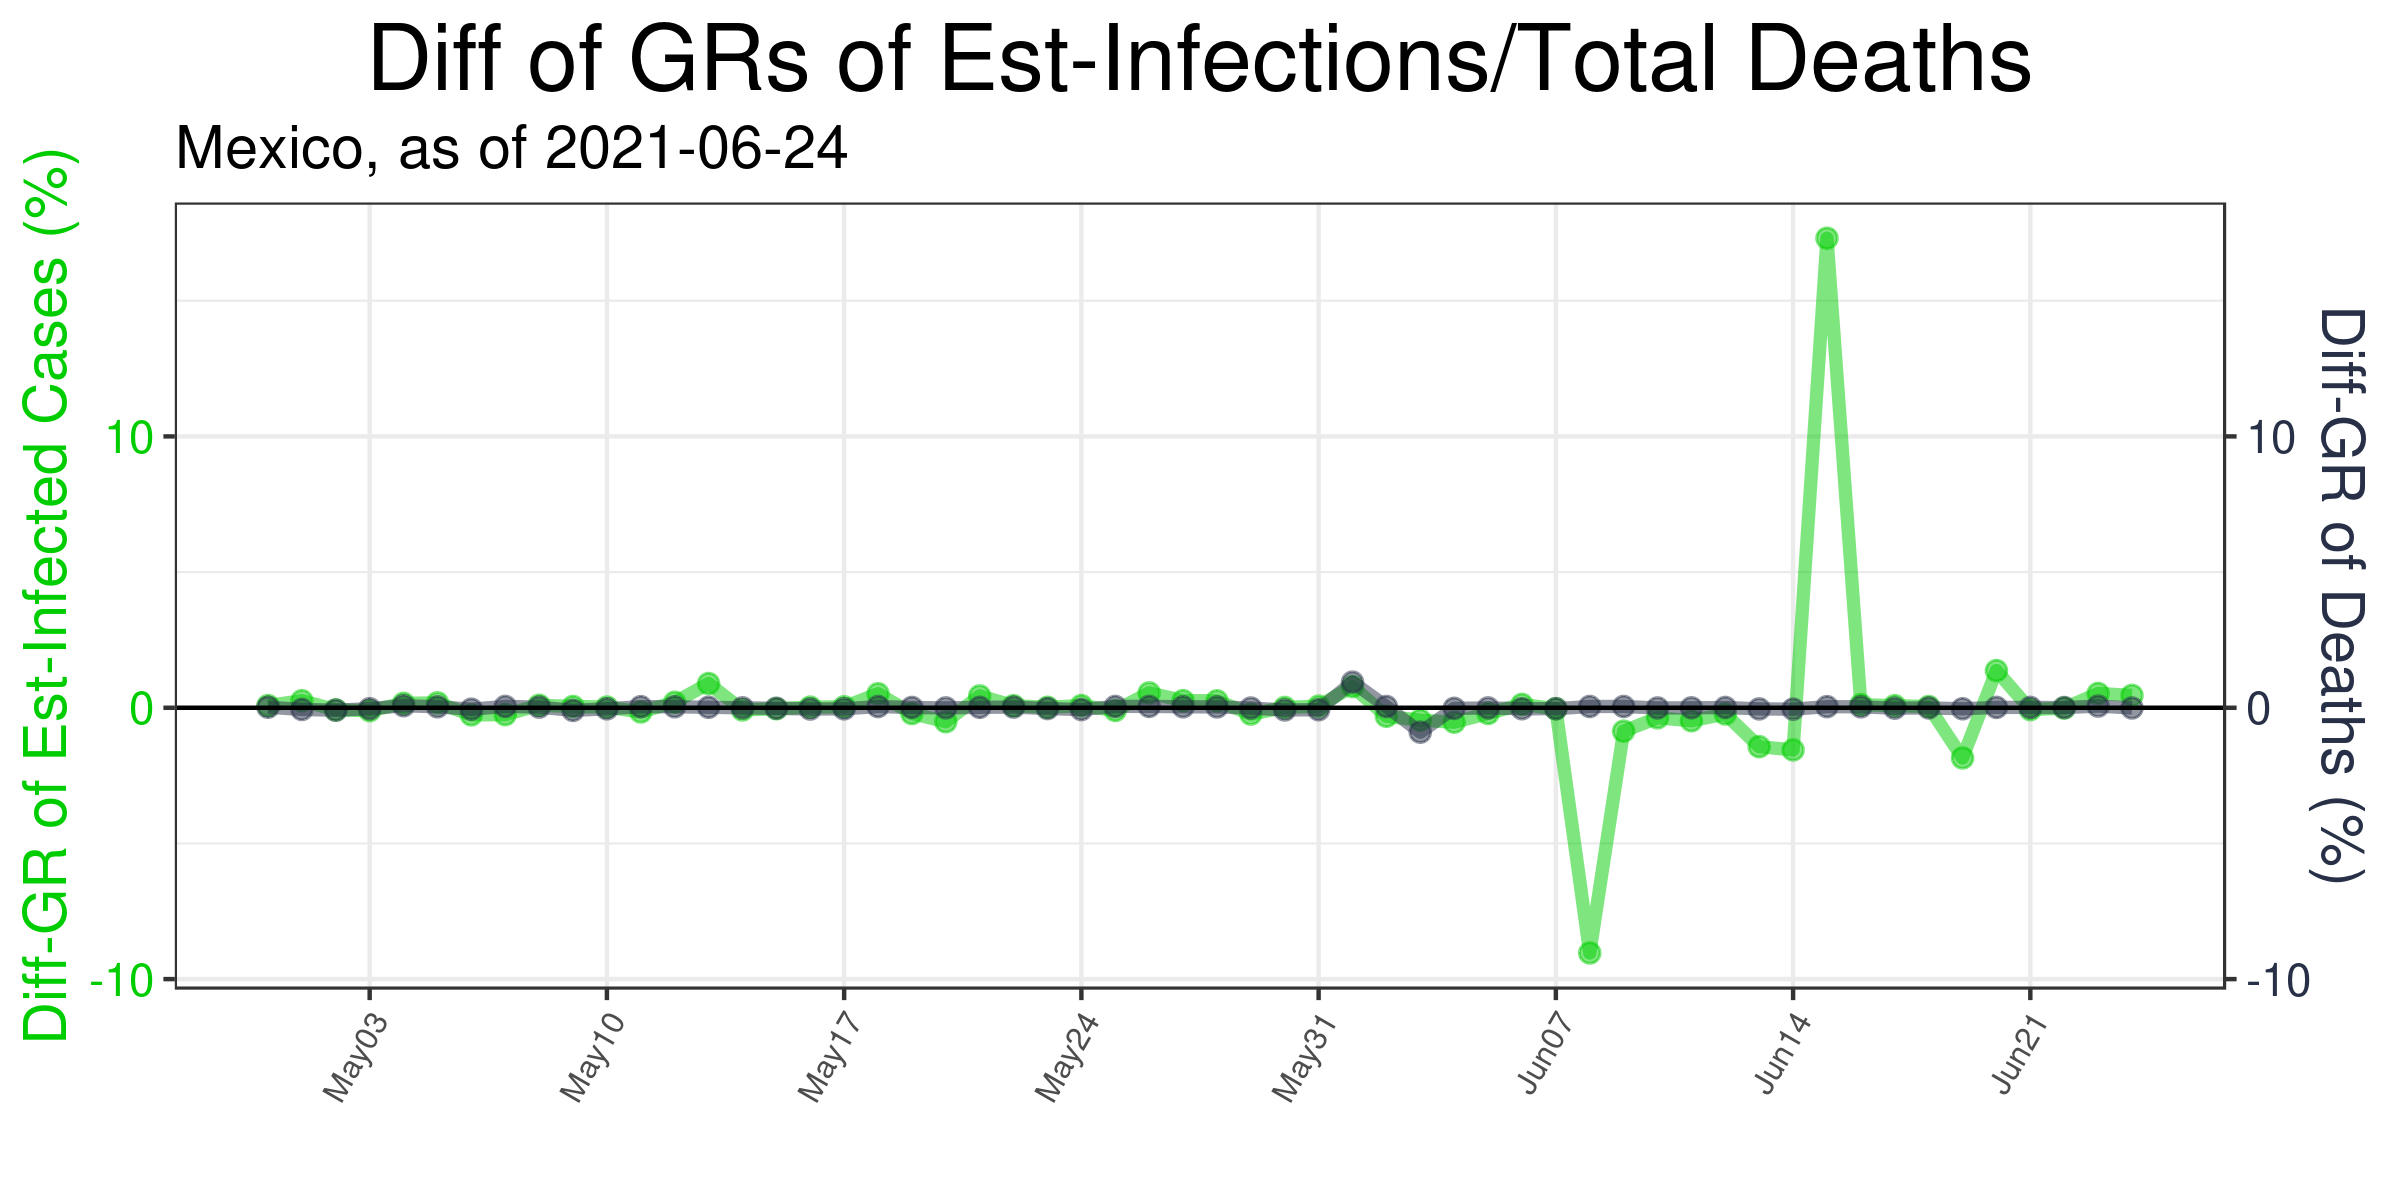 Diff of GRs of Est-Infections/Total Deaths
Mexico, as of 2021-06-24
Diff-GR of Est-Infected Cases (%)
10
0
-10
10
0
-10
Diff-GR of Deaths (%)
May03
May10
May17
May24
May31
Jun07
Jun14
Jun21